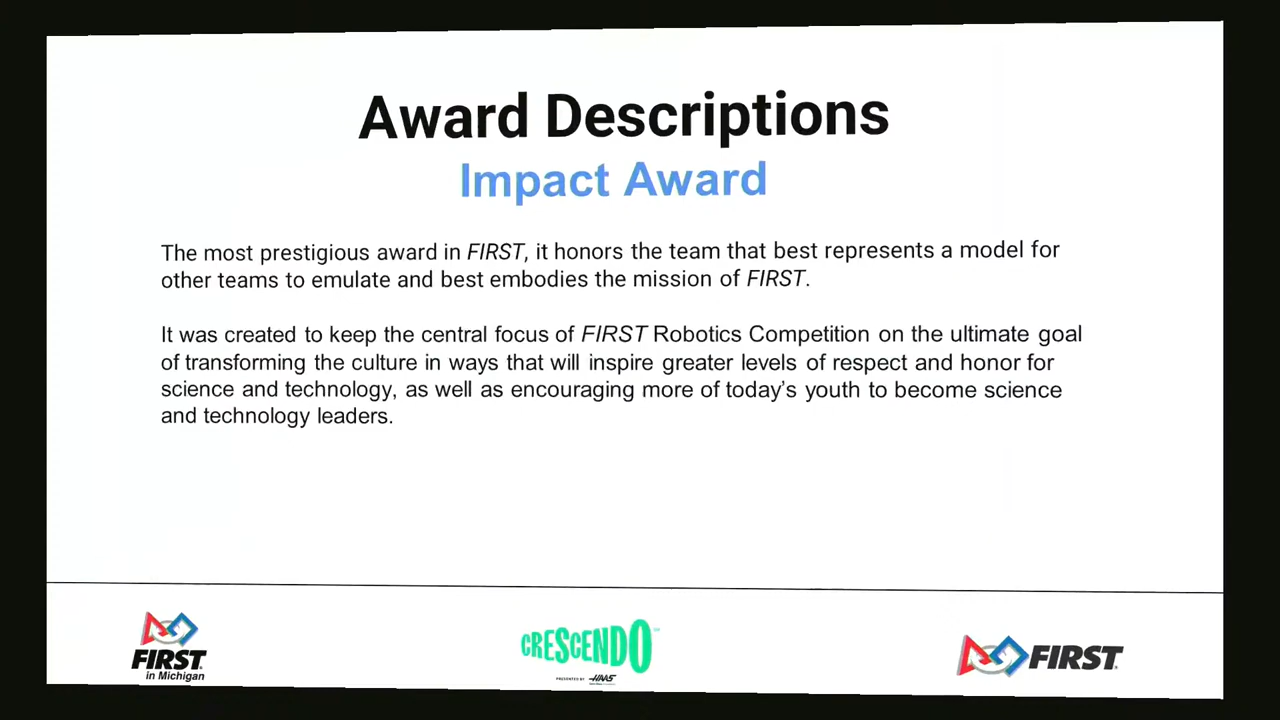 Award Descriptions
Impact Award
The most prestigious award in FIRST, it honors the team that best represents a model for
other teams to emulate and best embodies the mission of FIRST.
It was created to keep the central focus of FIRST Robotics Competition on the ultimate goal
of transforming the culture in ways that will inspire greater levels of respect and honor for
science and technology, as well as encouraging more of today's youth to become science
and technology leaders.
FIRST
in Michigan
CRESCENDO
PRESENTED BY HAAS
FIRST